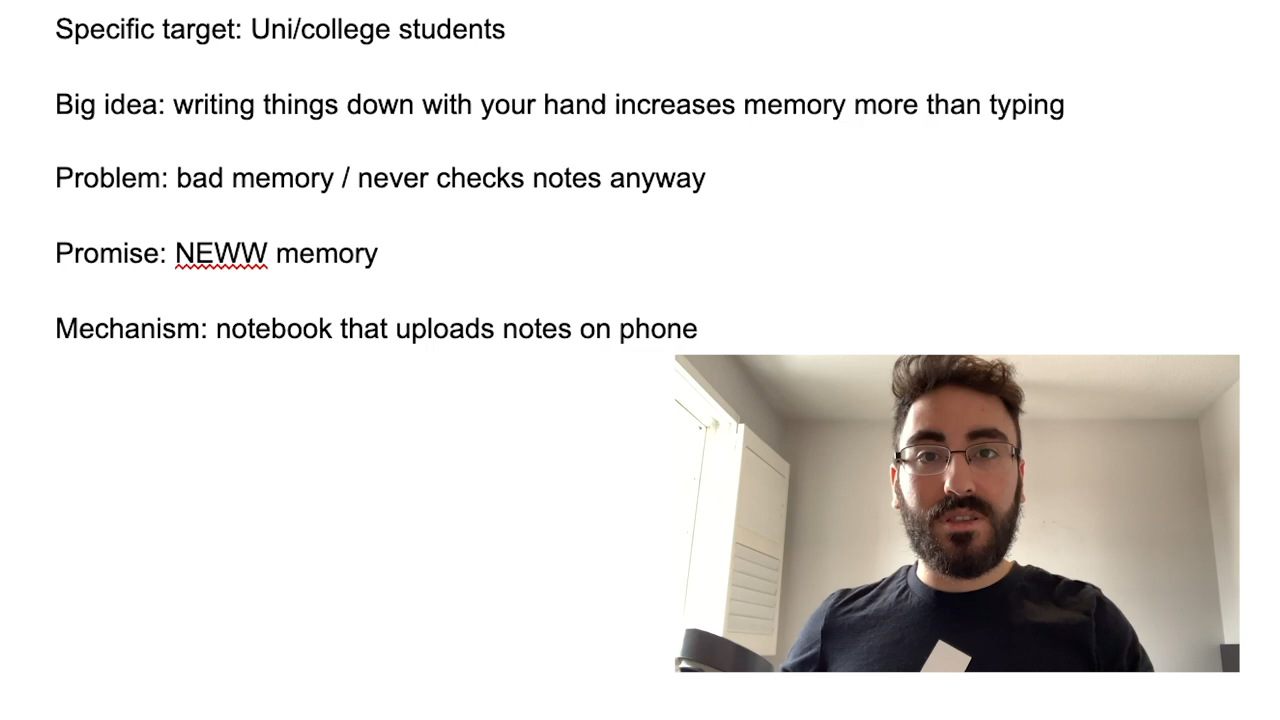 Specific target: Uni/college students
Big idea: writing things down with your hand increases memory more than typing
Problem: bad memory / never checks notes anyway
Promise: NEWW memory
Mechanism: notebook that uploads notes on phone